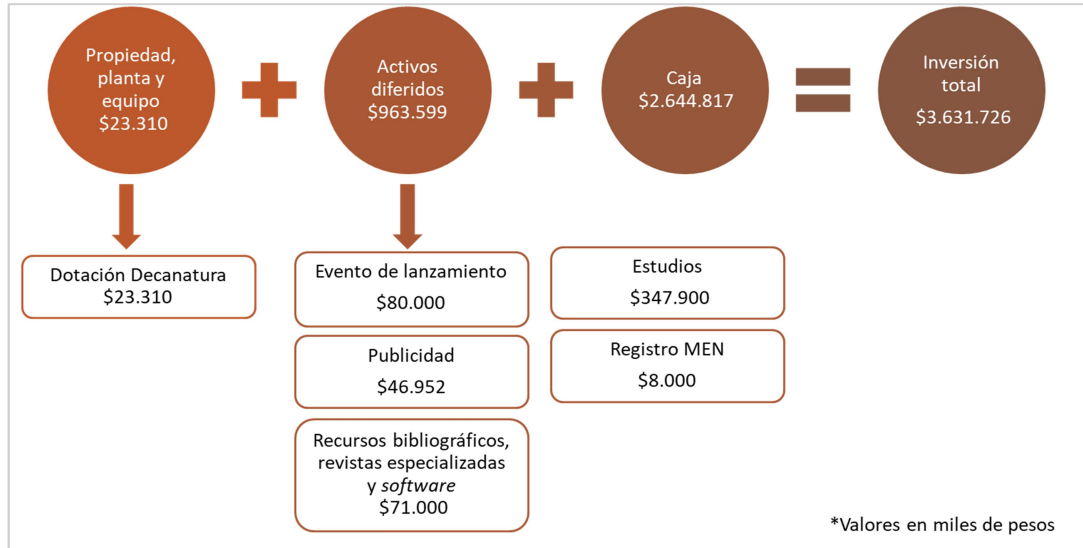 Propiedad,
planta y
equipo
$23.310
Activos
diferidos
$963.599
Caja
$2.644.817
Inversión
total
$3.631.726
Dotación Decanatura
$23.310
Evento de lanzamiento
$80.000
Estudios
$347.900
Publicidad
$46.952
Registro MEN
$8.000
Recursos bibliográficos,
revistas especializadas
y software
$71.000
*Valores en miles de pesos